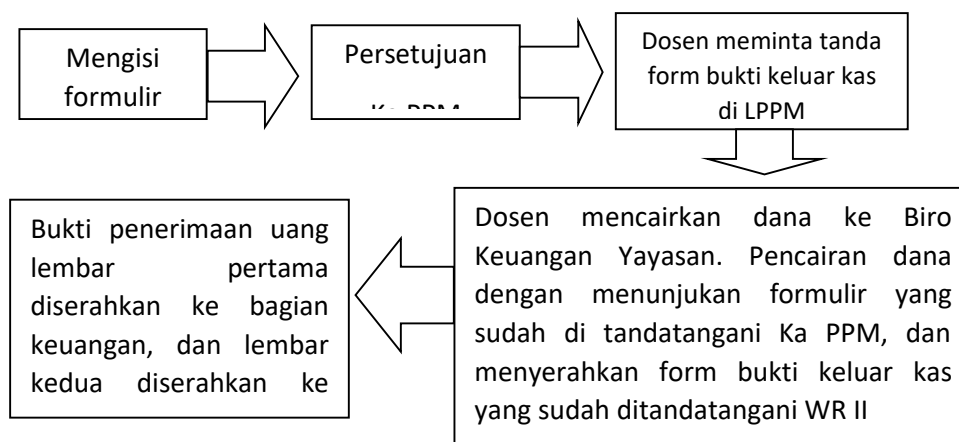 Mengisi
formulir
Persetujuan
Ka PPM
Dosen meminta tanda
form bukti keluar kas
di LPPM
Dosen mencairkan dana ke Biro
Keuangan Yayasan. Pencairan dana
dengan menunjukan formulir yang
sudah di tandatangani Ka PPM, dan
menyerahkan form bukti keluar kas
yang sudah ditandatangani WR II
Bukti penerimaan uang
lembar pertama
diserahkan ke bagian
keuangan, dan lembar
kedua diserahkan ke